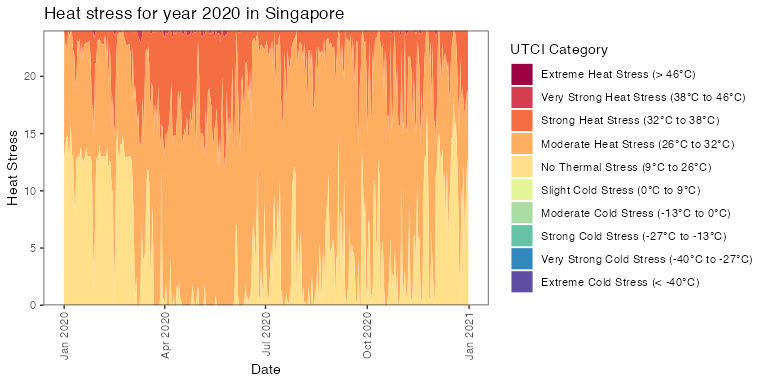 Heat stress for year 2020 in Singapore
UTCI Category
Extreme Heat Stress (> 46°C)
Very Strong Heat Stress (38°C to 46°C)
Strong Heat Stress (32°C to 38°C)
Moderate Heat Stress (26°C to 32°C)
No Thermal Stress (9°C to 26°C)
Slight Cold Stress (0°C to 9°C)
Moderate Cold Stress (-13°C to 0°C)
Strong Cold Stress (-27°C to -13°C)
Very Strong Cold Stress (-40°C to -27°C)
Extreme Cold Stress (< -40°C)
Heat Stress
20
15
10
5
0
Jan 2020
Apr 2020
Jul 2020
Oct 2020
Jan 2021
Date